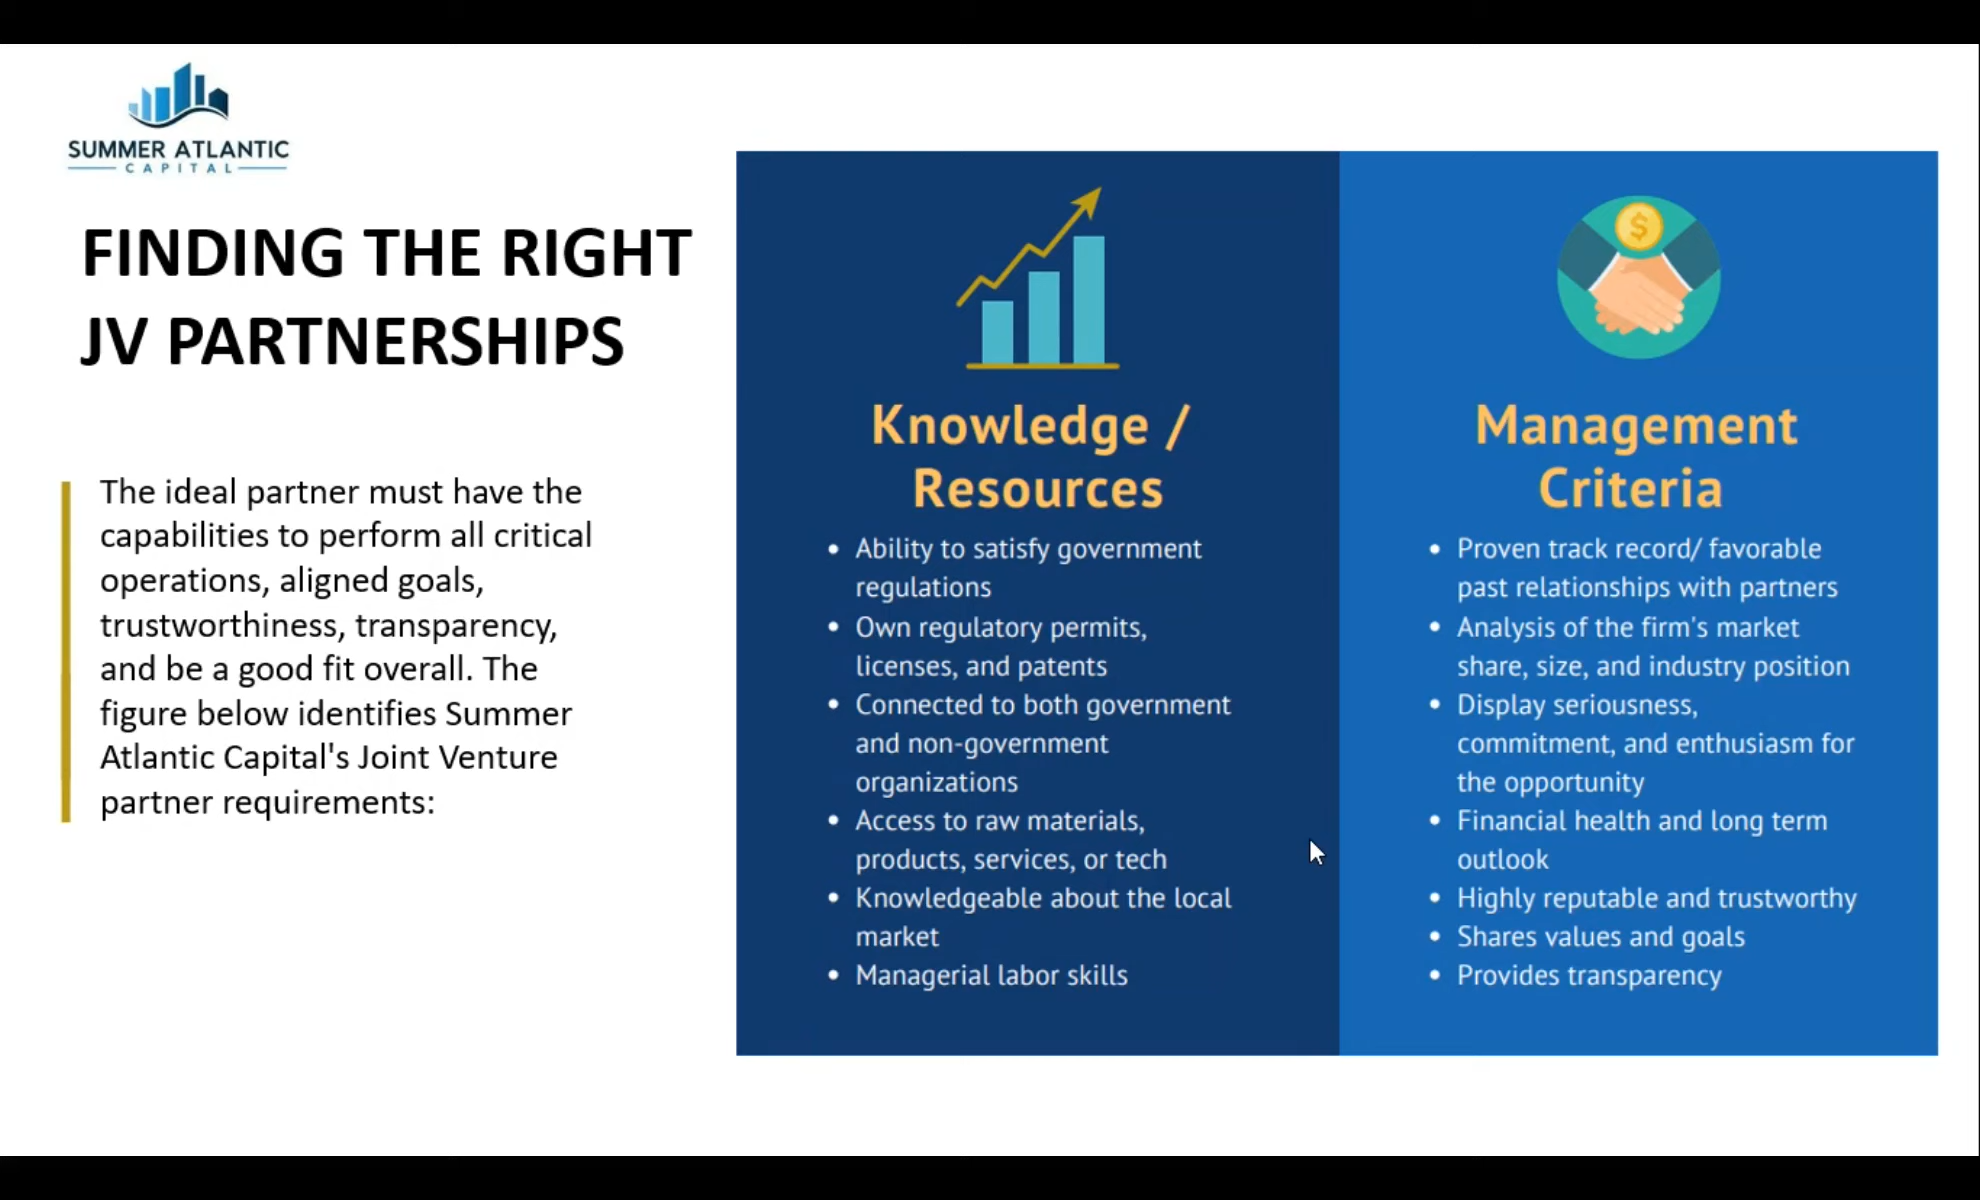 SUMMER ATLANTIC
CAPITAL
FINDING THE RIGHT
JV PARTNERSHIPS
The ideal partner must have the
capabilities to perform all critical
operations, aligned goals,
trustworthiness, transparency,
and be a good fit overall. The
figure below identifies Summer
Atlantic Capital's Joint Venture
partner requirements:
Knowledge /
Resources
• Ability to satisfy government
regulations
• Own regulatory permits,
licenses, and patents
• Connected to both government
and non-government
organizations
• Access to raw materials,
products, services, or tech
• Knowledgeable about the local
market
• Managerial labor skills
$
Management
Criteria
• Proven track record/ favorable
past relationships with partners
• Analysis of the firm's market
share, size, and industry position
• Display seriousness,
commitment, and enthusiasm for
the opportunity
• Financial health and long term
outlook
• Highly reputable and trustworthy
• Shares values and goals
• Provides transparency